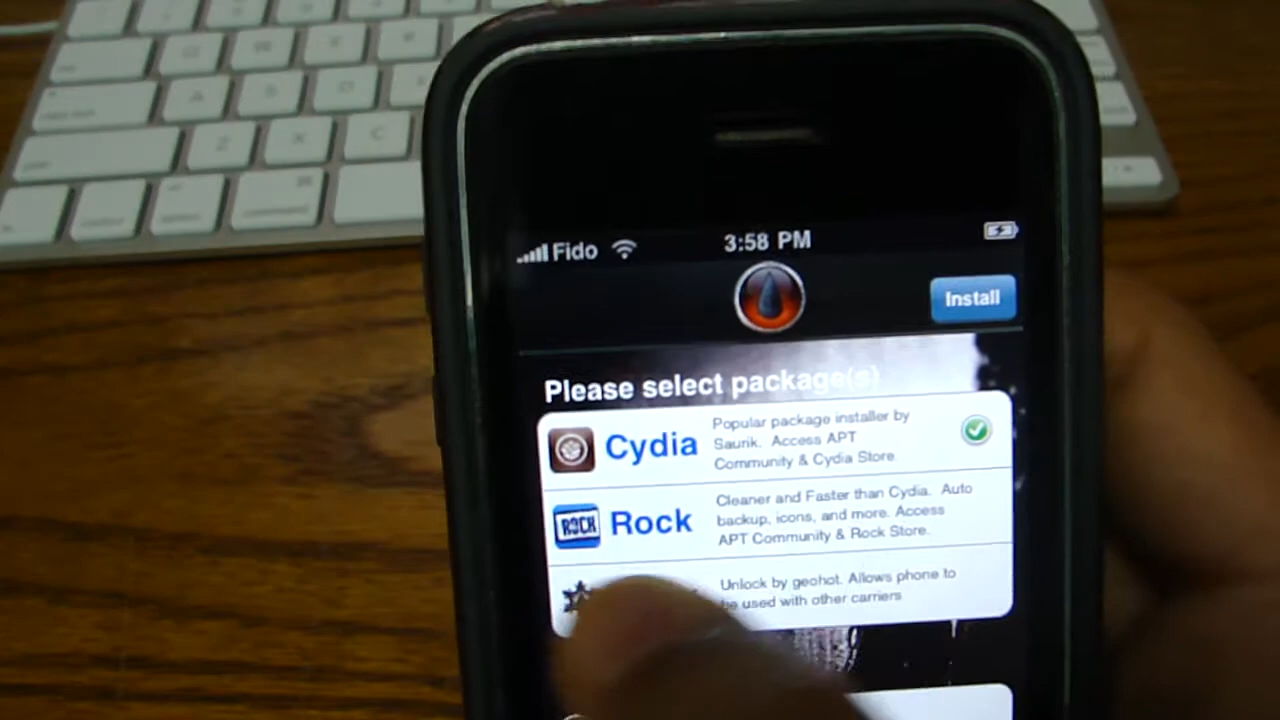 Fido 3:58 PM
Install
Please select package(s)
Cydia
Popular package installer by
Saurik. Access APT
Community & Cydia Store.
ROCK
Rock
Cleaner and Faster than Cydia. Auto
backup, icons, and more. Access
APT Community & Rock Store.
Unlock by geohot. Allows phone to
be used with other carriers
A
Z
X
C
command